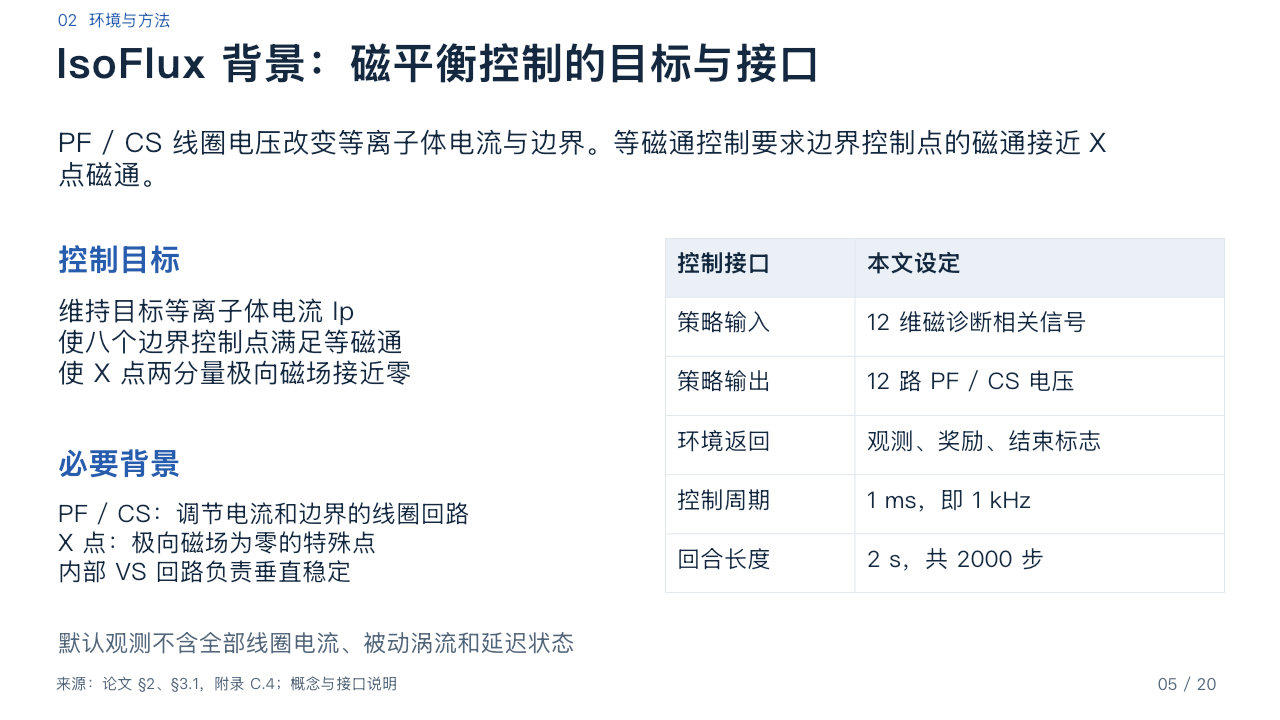 02 环境与方法
IsoFlux 背景：磁平衡控制的目标与接口
PF / CS 线圈电压改变等离子体电流与边界。等磁通控制要求边界控制点的磁通接近 X
点磁通。
控制目标
维持目标等离子体电流 Ip
使八个边界控制点满足等磁通
使 X 点两分量极向磁场接近零
必要背景
PF / CS：调节电流和边界的线圈回路
X 点：极向磁场为零的特殊点
内部 VS 回路负责垂直稳定
控制接口 本文设定
策略输入 12 维磁诊断相关信号
策略输出 12 路 PF / CS 电压
环境返回 观测、奖励、结束标志
控制周期 1 ms，即 1 kHz
回合长度 2 s，共 2000 步
默认观测不含全部线圈电流、被动涡流和延迟状态
来源：论文 §2、§3.1，附录 C.4；概念与接口说明
05 / 20